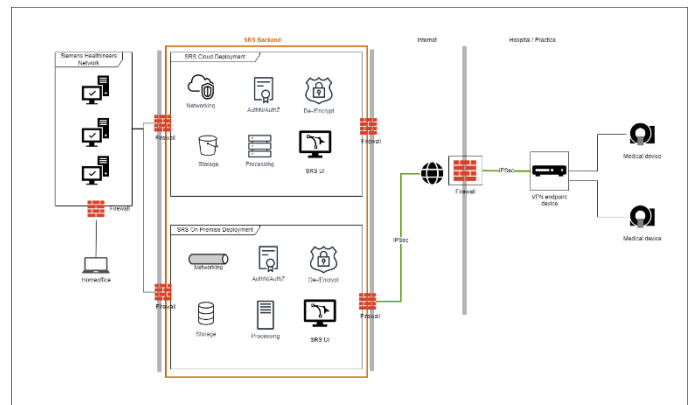 SRS Backend
Internet
Hospital / Practice
Siemens Healthineers
Network
SRS Cloud Deployment
Networking
AuthN/AuthZ
De-/Encrypt
Firewall
Firewall
Storage
Processing
SRS UI
Medical device
IPSec
Firewall
VPN endpoint
device
Firewall
Homeoffice
SRS On Premise Deployment
Networking
AuthN/AuthZ
De-/Encrypt
IPSec
Medical device
Firewall
Firewall
Storage
Processing
SRS UI